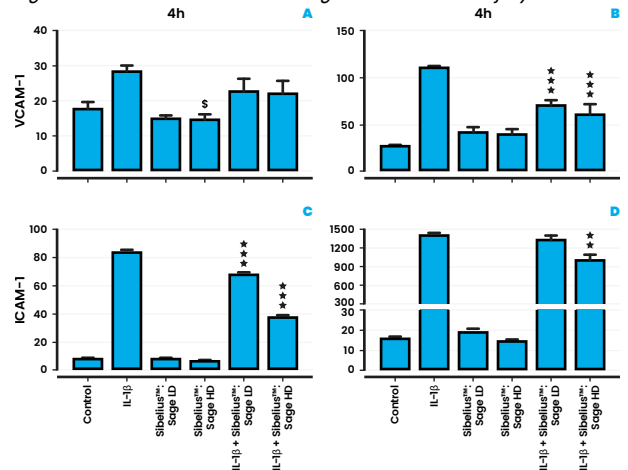 4h A
4h B
VCAM-1
40
30
20
10
0
$
150
100
50
0
★★★
★★★
C
D
ICAM-1
100
80
60
40
20
0
★★★
★★★
1500
1200
900
600
300
30
20
10
0
★★
Control
IL-1β
Sibelius™:
Sage LD
Sibelius™:
Sage HD
IL-1β + Sibelius™:
Sage LD
IL-1β + Sibelius™:
Sage HD
Control
IL-1β
Sibelius™:
Sage LD
Sibelius™:
Sage HD
IL-1β + Sibelius™:
Sage LD
IL-1β + Sibelius™:
Sage HD